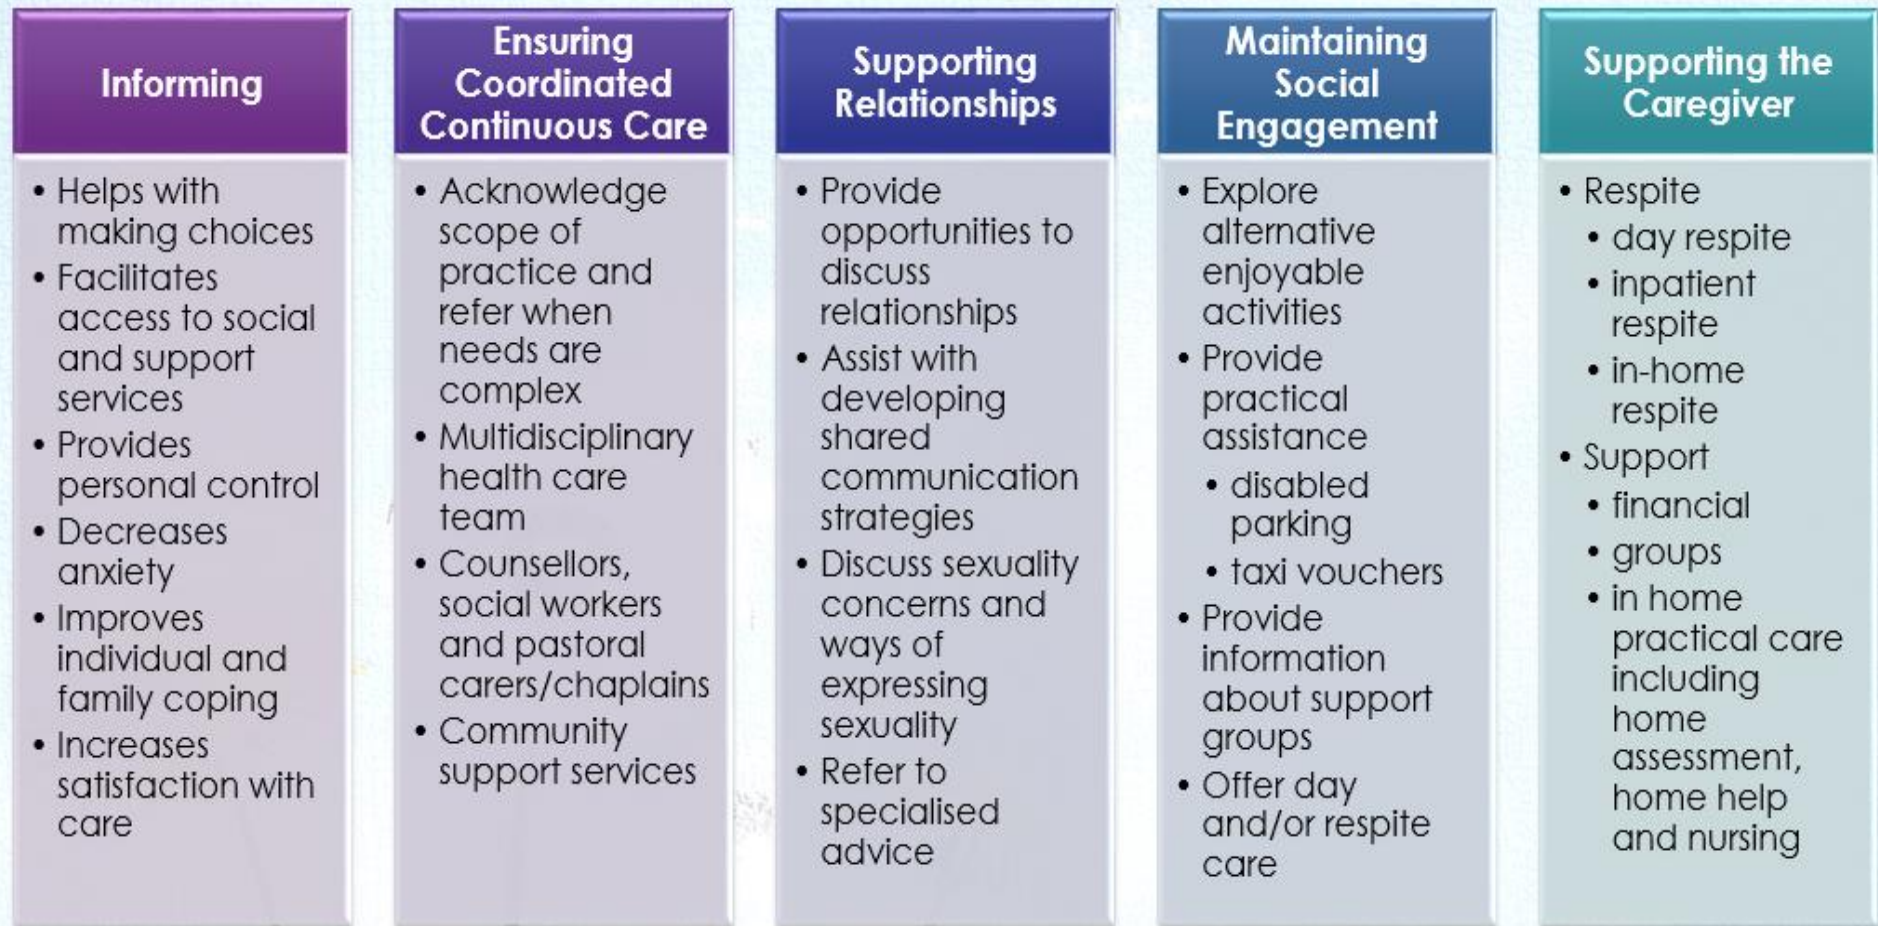 Informing
• Helps with
making choices
• Facilitates
access to social
and support
services
• Provides
personal control
• Decreases
anxiety
• Improves
individual and
family coping
• Increases
satisfaction with
care
Ensuring
Coordinated
Continuous Care
• Acknowledge
scope of
practice and
refer when
needs are
complex
• Multidisciplinary
health care
team
• Counsellors,
social workers
and pastoral
carers/chaplains
• Community
support services
Supporting
Relationships
• Provide
opportunities to
discuss
relationships
• Assist with
developing
shared
communication
strategies
• Discuss sexuality
concerns and
ways of
expressing
sexuality
• Refer to
specialised
advice
Maintaining
Social
Engagement
• Explore
alternative
enjoyable
activities
• Provide
practical
assistance
• disabled
parking
• taxi vouchers
• Provide
information
about support
groups
• Offer day
and/or respite
care
Supporting the
Caregiver
• Respite
• day respite
• inpatient
respite
• in-home
respite
• Support
• financial
• groups
• in home
practical care
including
home
assessment,
home help
and nursing